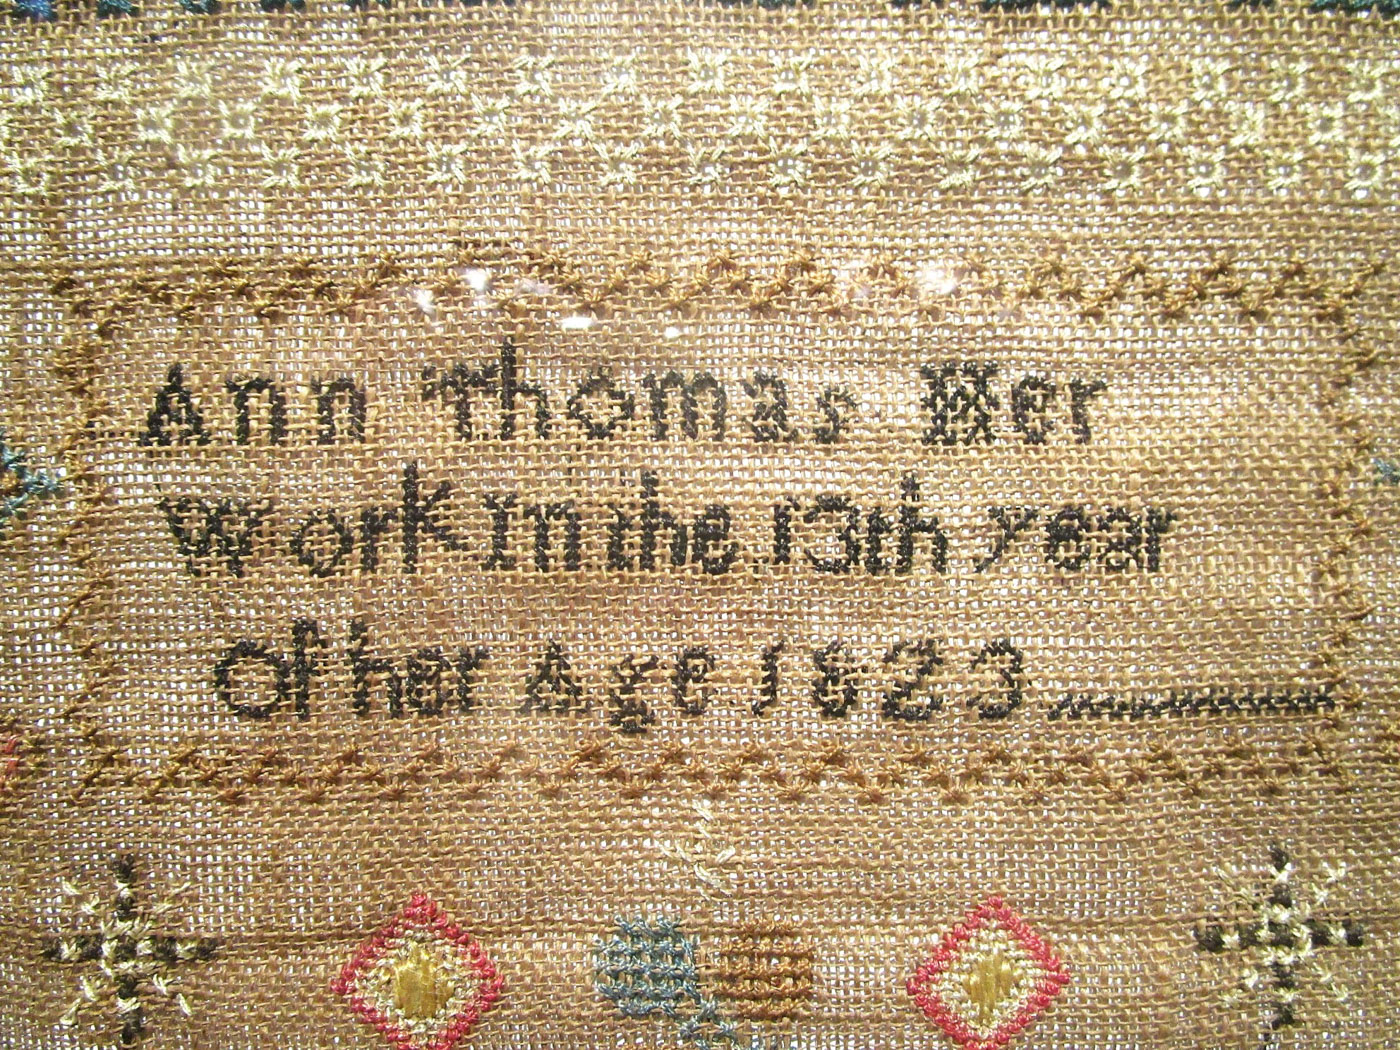 Ann Thomas Her
Work In the 13th year
Of her Age 1823